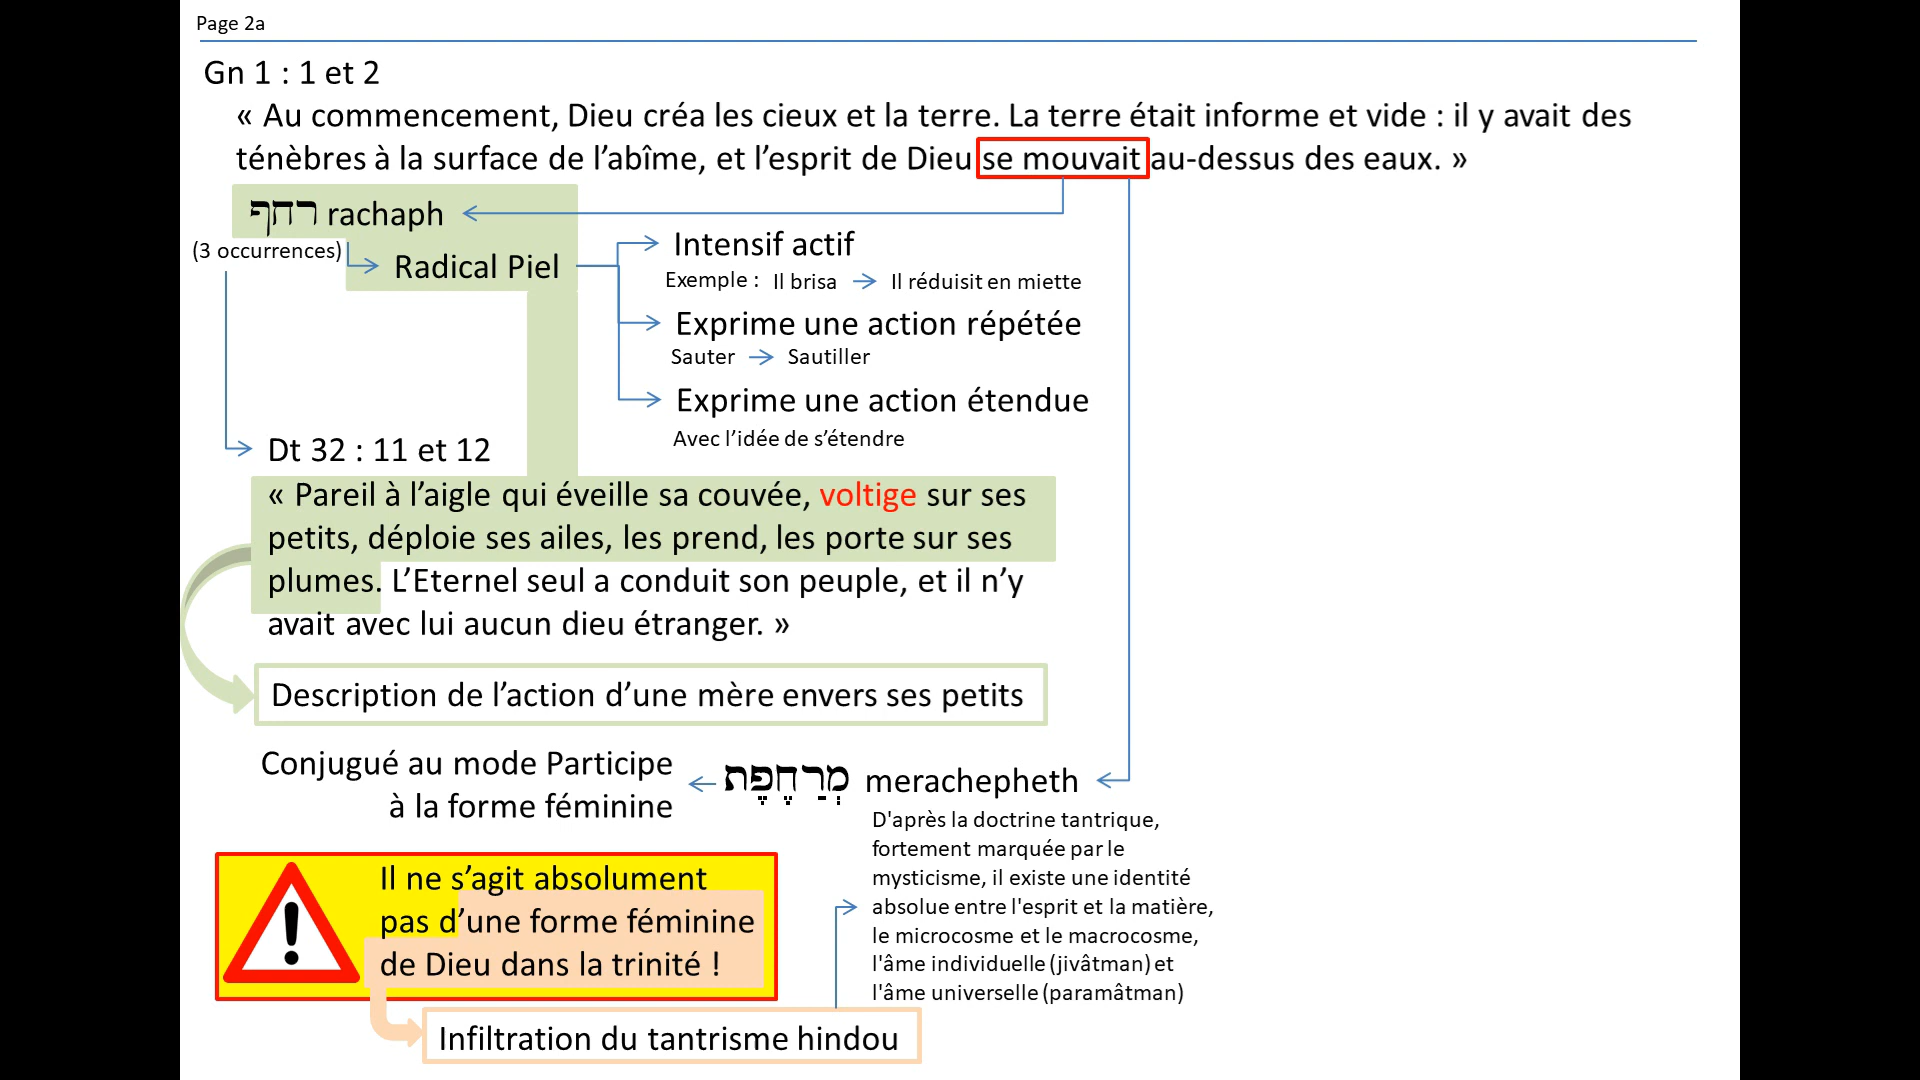 Page 2a
Gn 1 : 1 et 2
« Au commencement, Dieu créa les cieux et la terre. La terre était informe et vide : il y avait des
ténèbres à la surface de l’abîme, et l’esprit de Dieu se mouvait au-dessus des eaux. »
רחף rachaph
(3 occurrences)
Radical Piel
Intensif actif
Exemple : Il brisa → Il réduisit en miette
Exprime une action répétée
Sauter → Sautiller
Exprime une action étendue
Avec l’idée de s’étendre
Dt 32 : 11 et 12
« Pareil à l’aigle qui éveille sa couvée, voltige sur ses
petits, déploie ses ailes, les prend, les porte sur ses
plumes. L’Eternel seul a conduit son peuple, et il n’y
avait avec lui aucun dieu étranger. »
Description de l’action d’une mère envers ses petits
Conjugué au mode Participe
à la forme féminine
מְרַחֶפֶת merachepheth
D'après la doctrine tantrique,
fortement marquée par le
mysticisme, il existe une identité
absolue entre l'esprit et la matière,
le microcosme et le macrocosme,
l'âme individuelle (jivâtman) et
l'âme universelle (paramâtman)
Il ne s’agit absolument
pas d’une forme féminine
de Dieu dans la trinité !
Infiltration du tantrisme hindou